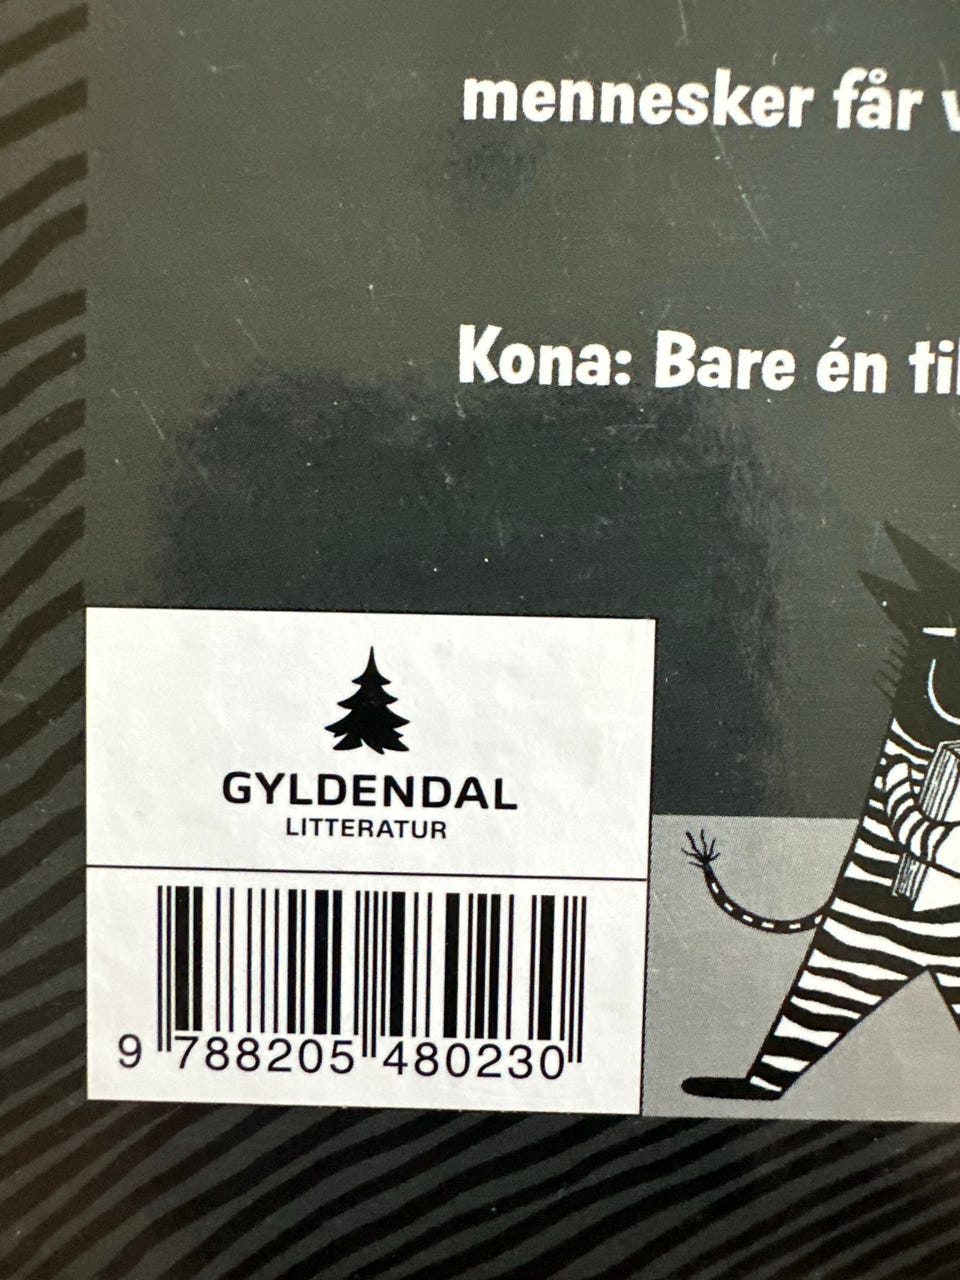 mennesker får
Kona: Bare én
GYLDENDAL
LITTERATUR
9 788205 480230